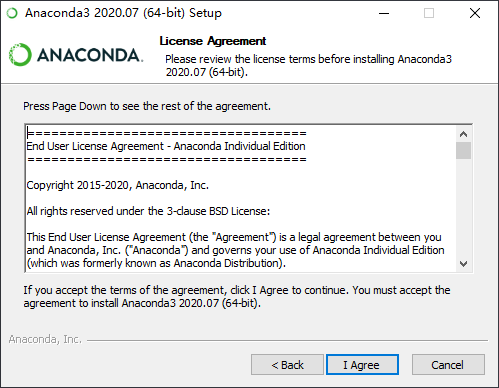 Anaconda3 2020.07 (64-bit) Setup
License Agreement
Please review the license terms before installing Anaconda3
2020.07 (64-bit).
ANACONDA.
Press Page Down to see the rest of the agreement.
===================================
End User License Agreement - Anaconda Individual Edition
===================================
Copyright 2015-2020, Anaconda, Inc.
All rights reserved under the 3-clause BSD License:
This End User License Agreement (the "Agreement") is a legal agreement between you
and Anaconda, Inc. ("Anaconda") and governs your use of Anaconda Individual Edition
(which was formerly known as Anaconda Distribution).
If you accept the terms of the agreement, click I Agree to continue. You must accept the
agreement to install Anaconda3 2020.07 (64-bit).
Anaconda, Inc.
< Back
I Agree
Cancel